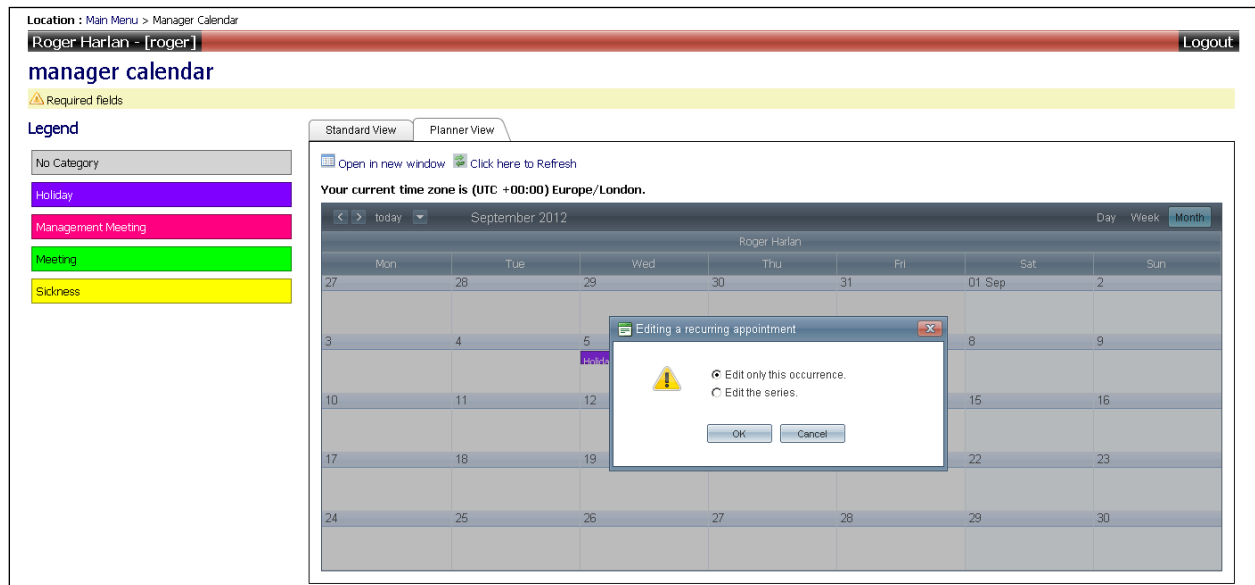 Location : Main Menu > Manager Calendar
Roger Harlan - [roger]
Logout
manager calendar
Required fields
Legend
No Category
Holiday
Management Meeting
Meeting
Sickness
Standard View
Planner View
Open in new window
Click here to Refresh
Your current time zone is (UTC +00:00) Europe/London.
today
September 2012
Day Week Month
Roger Harlan
Mon Tue Wed Thu Fri Sat Sun
27 28 29 30 31 01 Sep 2
3 4 5 8 9
Editing a recurring appointment
Edit only this occurrence.
Edit the series.
OK Cancel
10 11 12 15 16
17 18 19 22 23
24 25 26 27 28 29 30